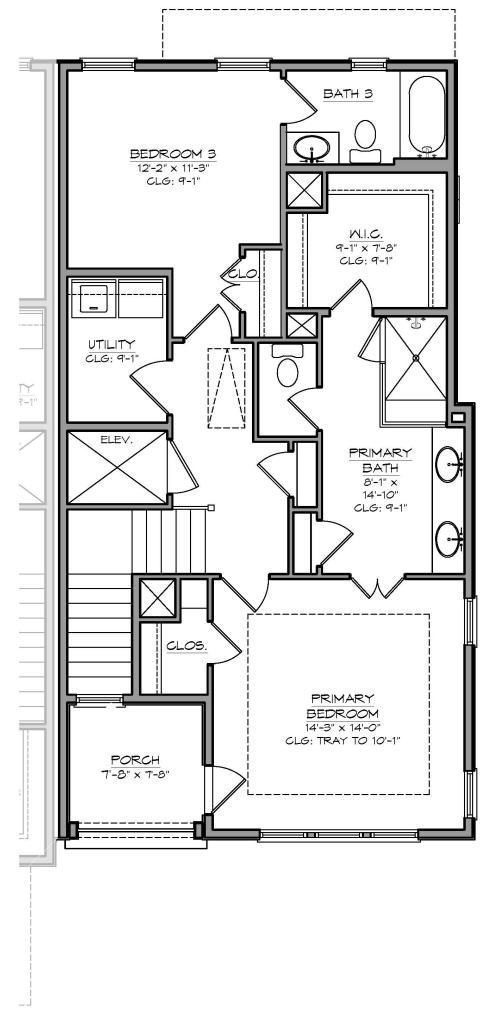 BATH 3
BEDROOM 3
12'-2" x 11'-3"
CLG: 9'-1"
W.I.C.
9'-1" x 7'-8"
CLG: 9'-1"
CLO.
UTILITY
CLG: 9'-1"
ELEV.
PRIMARY
BATH
8'-1" x
14'-10"
CLG: 9'-1"
CLOS.
PRIMARY
BEDROOM
14'-3" x 14'-0"
CLG: TRAY TO 10'-1"
PORCH
7'-8" x 7'-8"